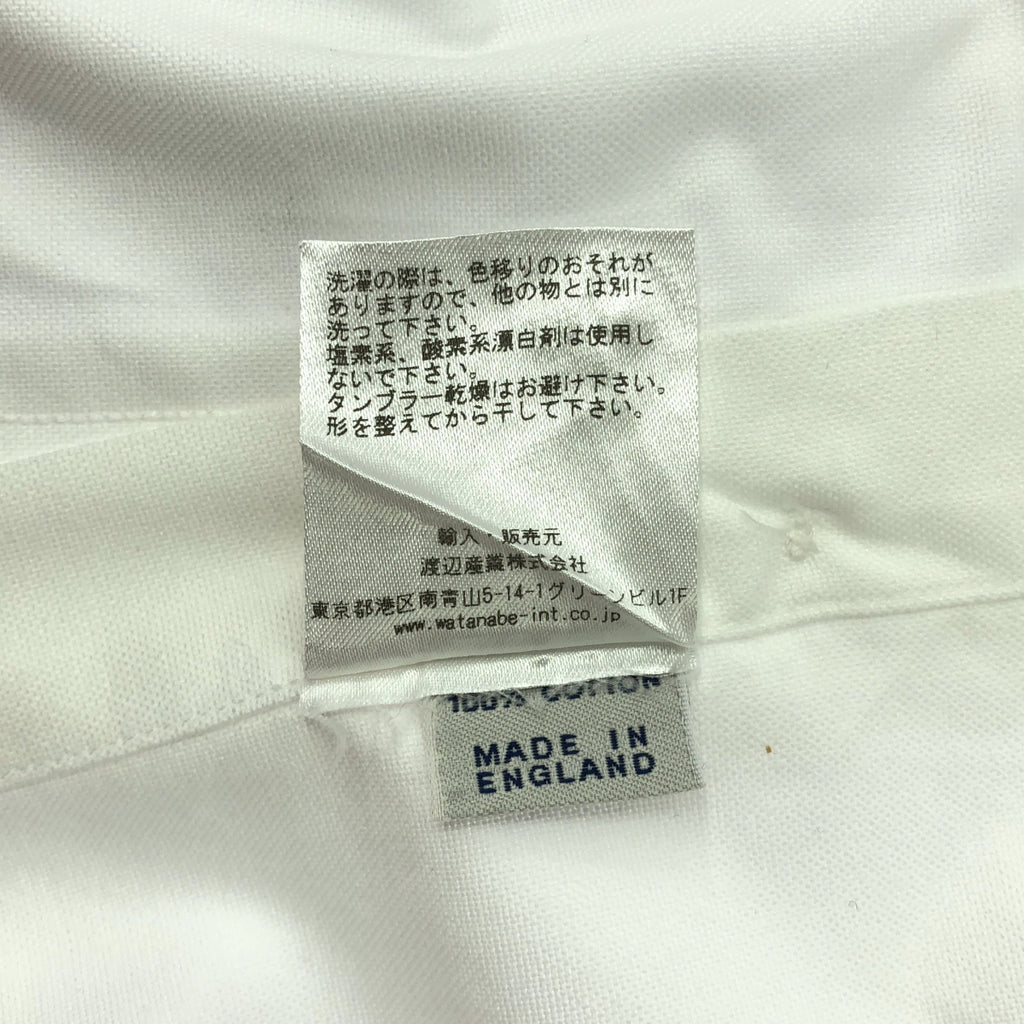 洗濯の際は、色移りのおそれが
ありますので、他の物とは別に
洗って下さい。
塩素系、酸素系漂白剤は使用し
ないで下さい。
タンブラー乾燥はお避け下さい。
形を整えてから干して下さい。
輸入・販売元
渡辺産業株式会社
東京都港区南青山5-14-1グリーンビル1F
www.watanabe-int.co.jp
100% COTTON
MADE IN
ENGLAND